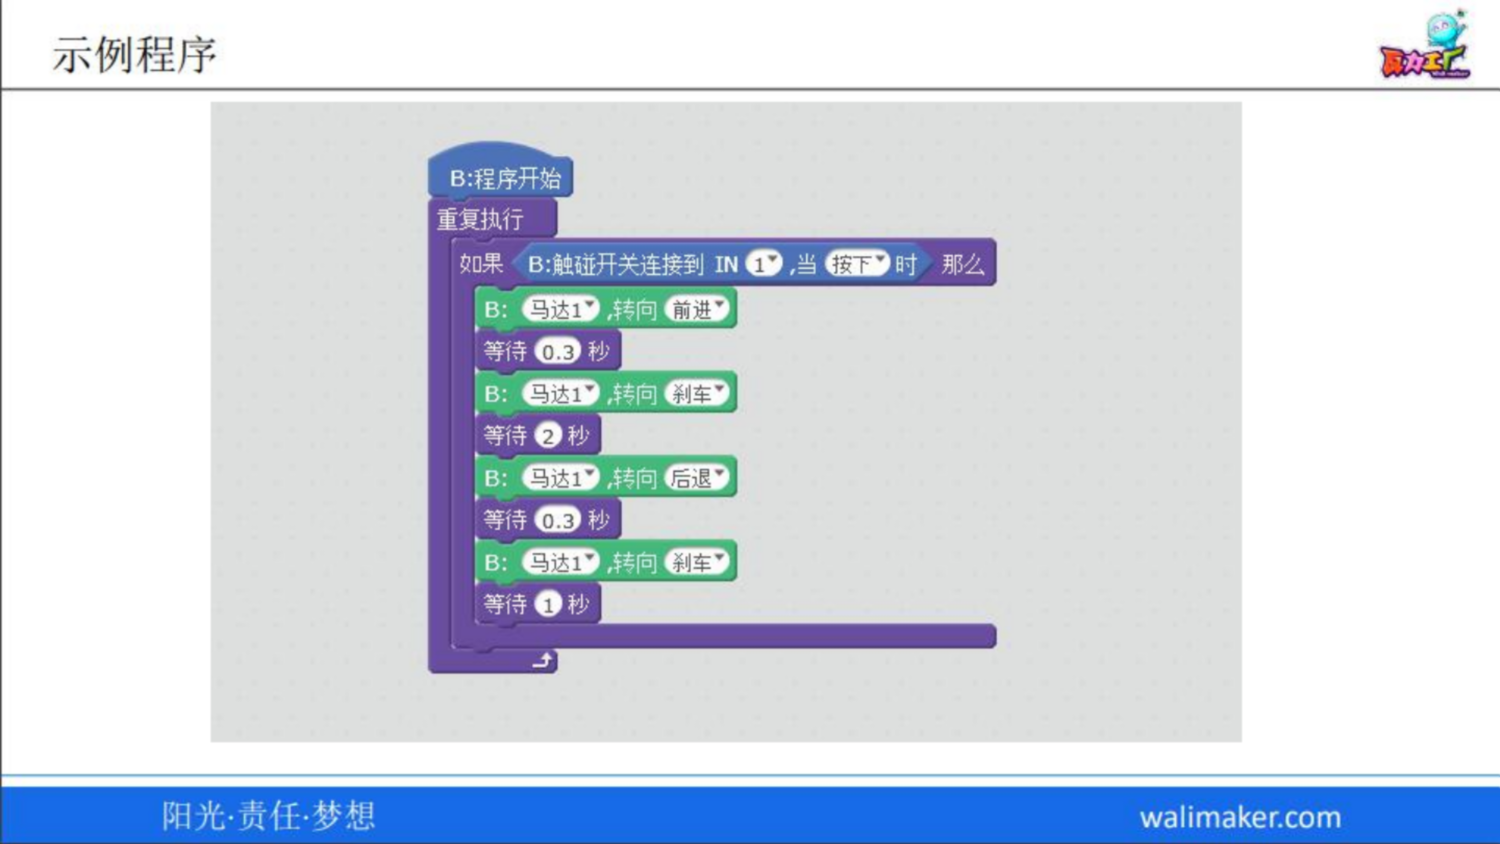 示例程序
瓦力工厂
B:程序开始
重复执行
如果 B:触碰开关连接到 IN 1 ,当 按下 时 那么
B: 马达1 ,转向 前进
等待 0.3 秒
B: 马达1 ,转向 刹车
等待 2 秒
B: 马达1 ,转向 后退
等待 0.3 秒
B: 马达1 ,转向 刹车
等待 1 秒
阳光·责任·梦想
walimaker.com